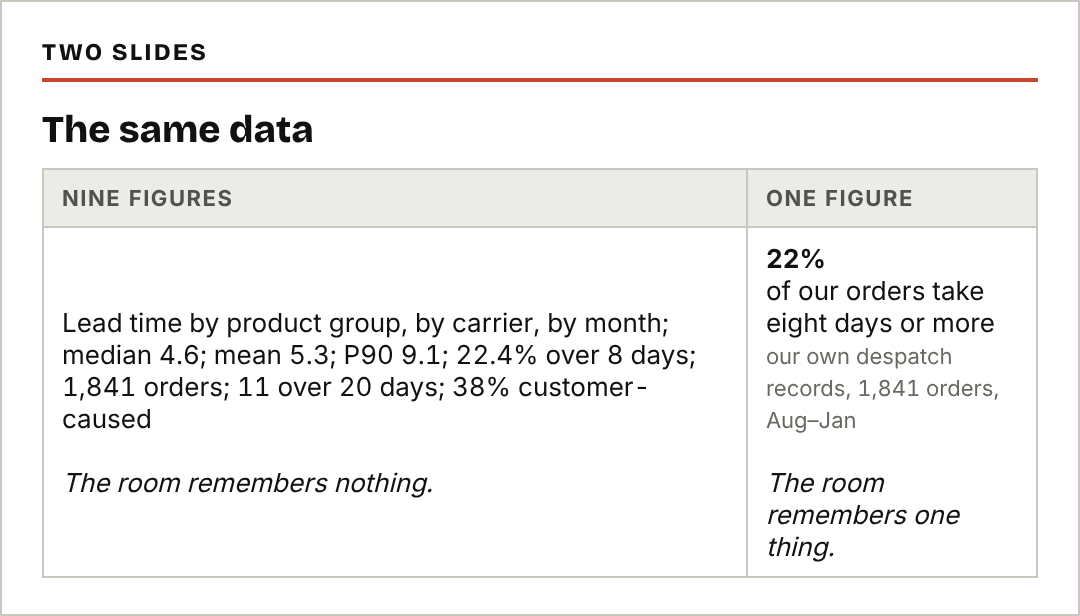 TWO SLIDES
The same data
NINE FIGURES
Lead time by product group, by carrier, by month;
median 4.6; mean 5.3; P90 9.1; 22.4% over 8 days;
1,841 orders; 11 over 20 days; 38% customer-
caused
The room remembers nothing.
ONE FIGURE
22%
of our orders take
eight days or more
our own despatch
records, 1,841 orders,
Aug–Jan
The room
remembers one
thing.